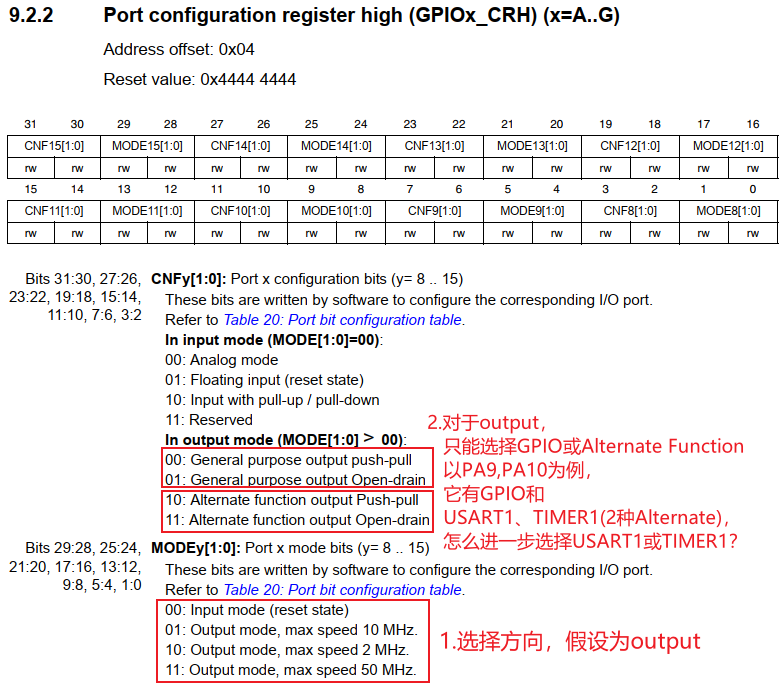 9.2.2 Port configuration register high (GPIOx_CRH) (x=A..G)
Address offset: 0x04
Reset value: 0x4444 4444
31 30 29 28 27 26 25 24 23 22 21 20 19 18 17 16
CNF15[1:0] MODE15[1:0] CNF14[1:0] MODE14[1:0] CNF13[1:0] MODE13[1:0] CNF12[1:0] MODE12[1:0]
rw rw rw rw rw rw rw rw rw rw rw rw rw rw rw rw
15 14 13 12 11 10 9 8 7 6 5 4 3 2 1 0
CNF11[1:0] MODE11[1:0] CNF10[1:0] MODE10[1:0] CNF9[1:0] MODE9[1:0] CNF8[1:0] MODE8[1:0]
rw rw rw rw rw rw rw rw rw rw rw rw rw rw rw rw
Bits 31:30, 27:26, CNFy[1:0]: Port x configuration bits (y= 8 .. 15)
23:22, 19:18, 15:14, These bits are written by software to configure the corresponding I/O port.
11:10, 7:6, 3:2 Refer to Table 20: Port bit configuration table.
In input mode (MODE[1:0]=00):
00: Analog mode
01: Floating input (reset state)
10: Input with pull-up / pull-down
11: Reserved
In output mode (MODE[1:0] > 00):
00: General purpose output push-pull
01: General purpose output Open-drain
10: Alternate function output Push-pull
11: Alternate function output Open-drain
2.对于output，
只能选择GPIO或Alternate Function
以PA9,PA10为例，
它有GPIO和
USART1、TIMER1(2种Alternate)，
怎么进一步选择USART1或TIMER1？
Bits 29:28, 25:24, MODEy[1:0]: Port x mode bits (y= 8 .. 15)
21:20, 17:16, 13:12, These bits are written by software to configure the corresponding I/O port.
9:8, 5:4, 1:0 Refer to Table 20: Port bit configuration table.
00: Input mode (reset state)
01: Output mode, max speed 10 MHz.
10: Output mode, max speed 2 MHz.
11: Output mode, max speed 50 MHz.
1.选择方向，假设为output